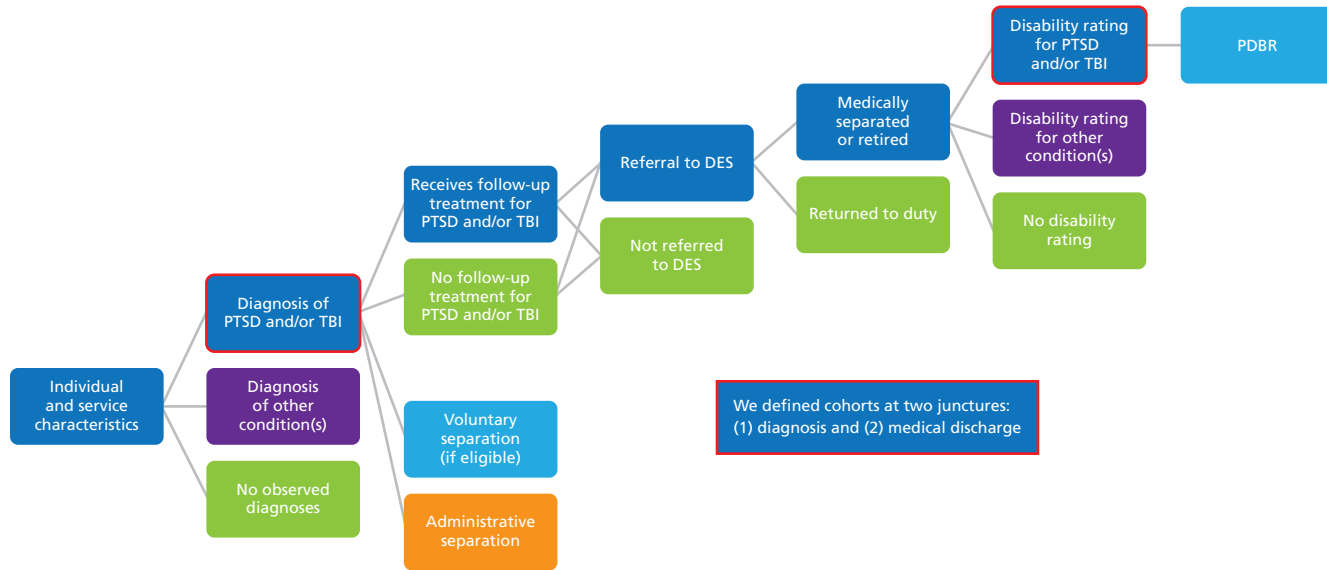 Individual
and service
characteristics
Diagnosis of
PTSD and/or TBI
Diagnosis
of other
condition(s)
No observed
diagnoses
Receives follow-up
treatment for
PTSD and/or TBI
No follow-up
treatment for
PTSD and/or TBI
Voluntary
separation
(if eligible)
Administrative
separation
Referral to DES
Not referred
to DES
Medically
separated
or retired
Returned to duty
Disability rating
for PTSD
and/or TBI
Disability rating
for other
condition(s)
No disability
rating
PDBR
We defined cohorts at two junctures:
(1) diagnosis and (2) medical discharge